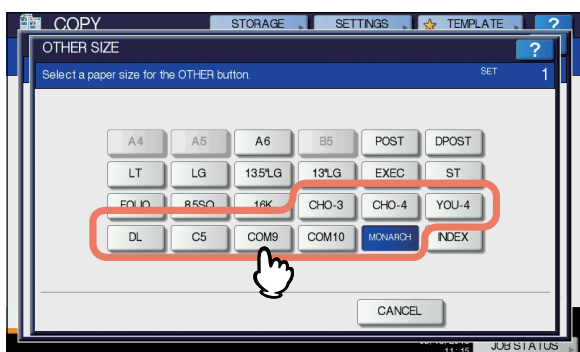 COPY STORAGE SETTINGS TEMPLATE ?
OTHER SIZE ?
Select a paper size for the OTHER button. SET 1
A4 A5 A6 B5 POST DPOST
LT LG 13.5"LG 13"LG EXEC ST
FOLIO 8.5SQ 16K CHO-3 CHO-4 YOU-4
DL C5 COM9 COM10 MONARCH INDEX
CANCEL
11:15 JOB STATUS